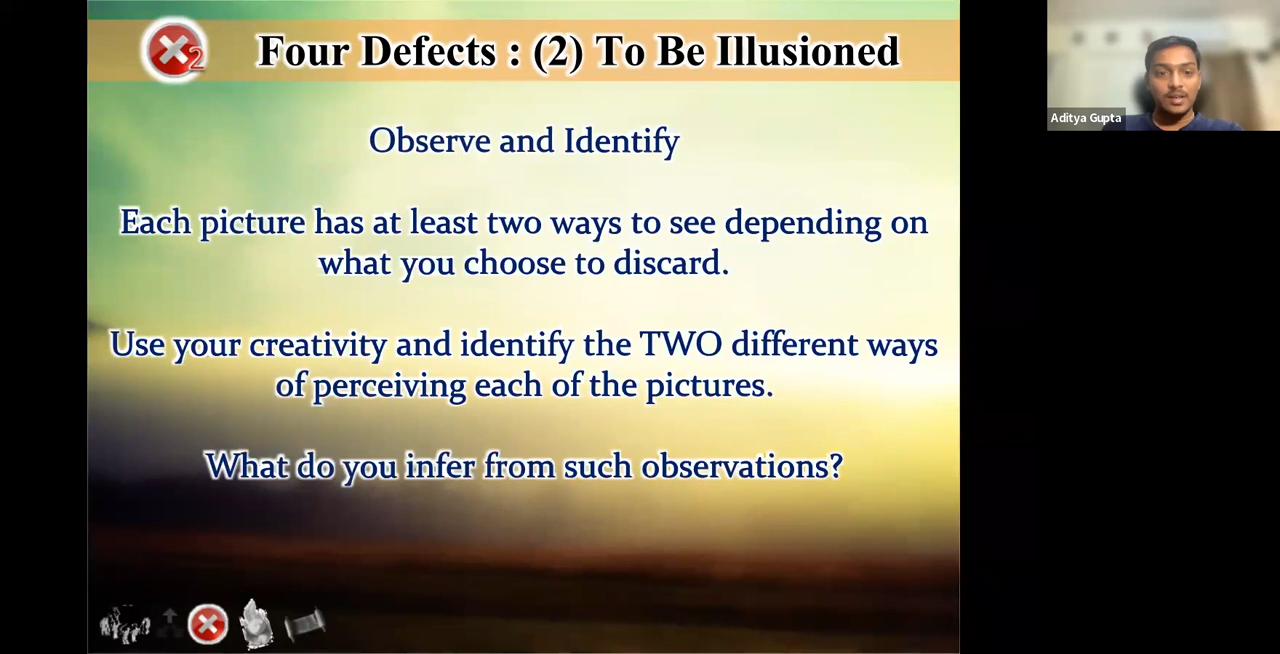 2
Four Defects : (2) To Be Illusioned
Observe and Identify
Each picture has at least two ways to see depending on
what you choose to discard.
Use your creativity and identify the TWO different ways
of perceiving each of the pictures.
What do you infer from such observations?
Aditya Gupta